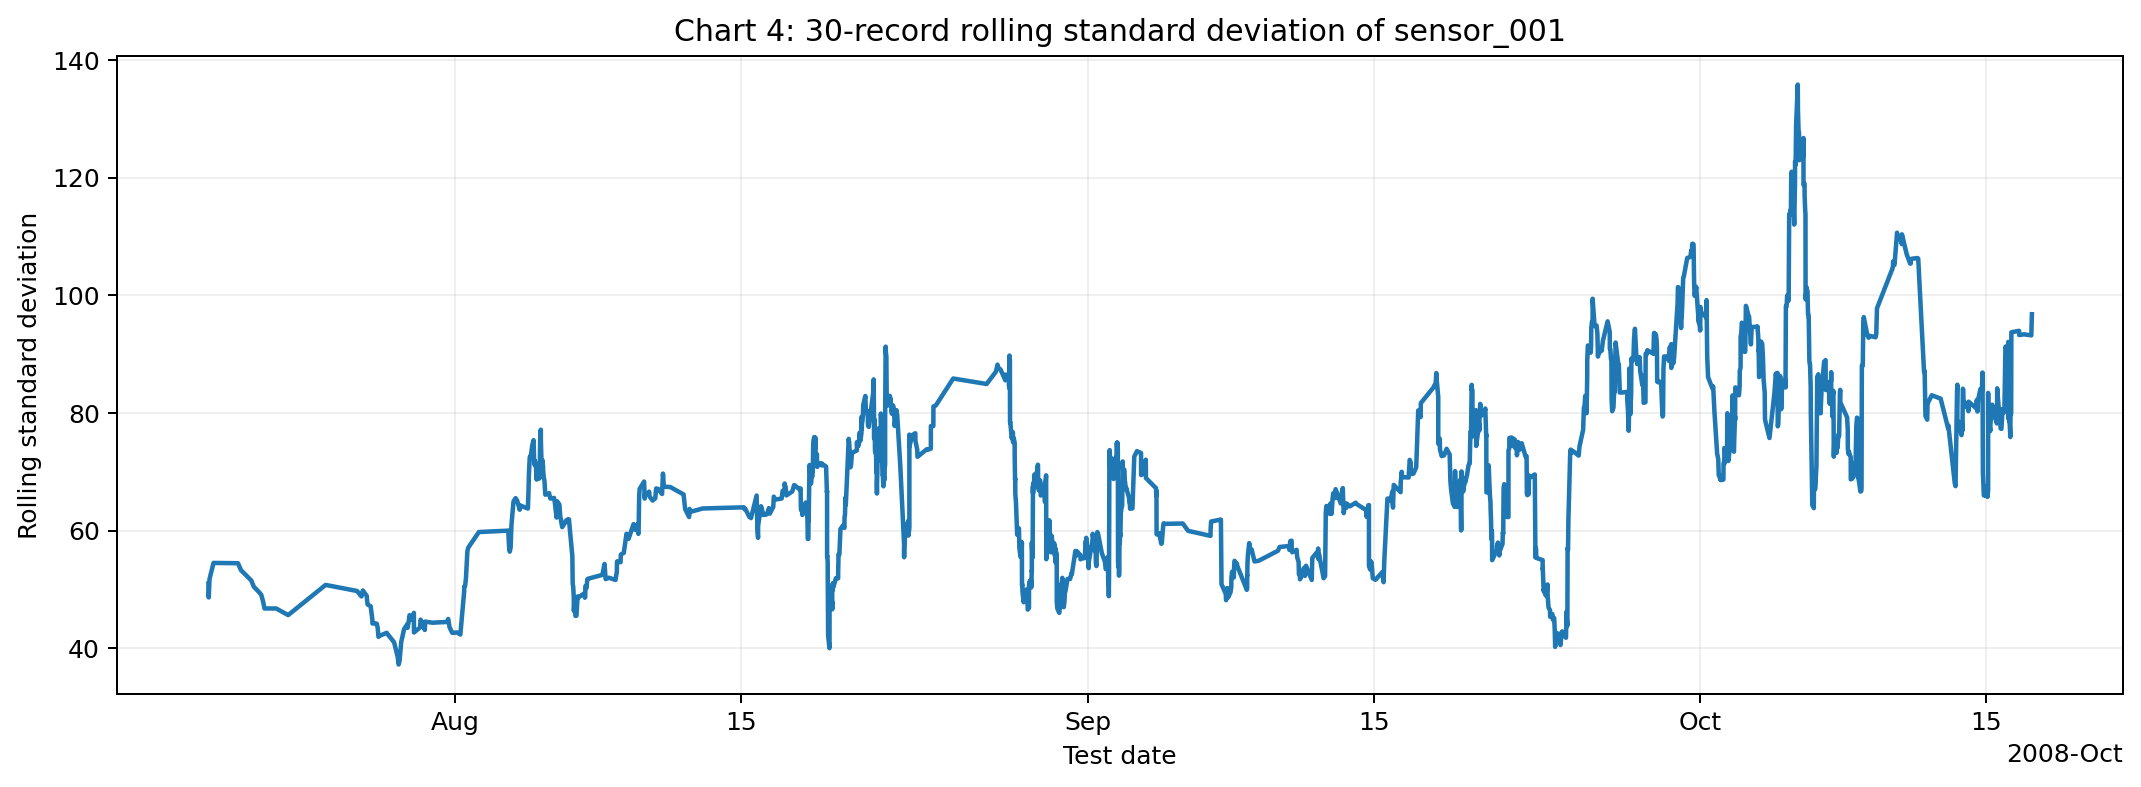 Chart 4: 30-record rolling standard deviation of sensor_001
140
120
100
80
60
40
Rolling standard deviation
Aug
15
Sep
15
Oct
15
Test date
2008-Oct